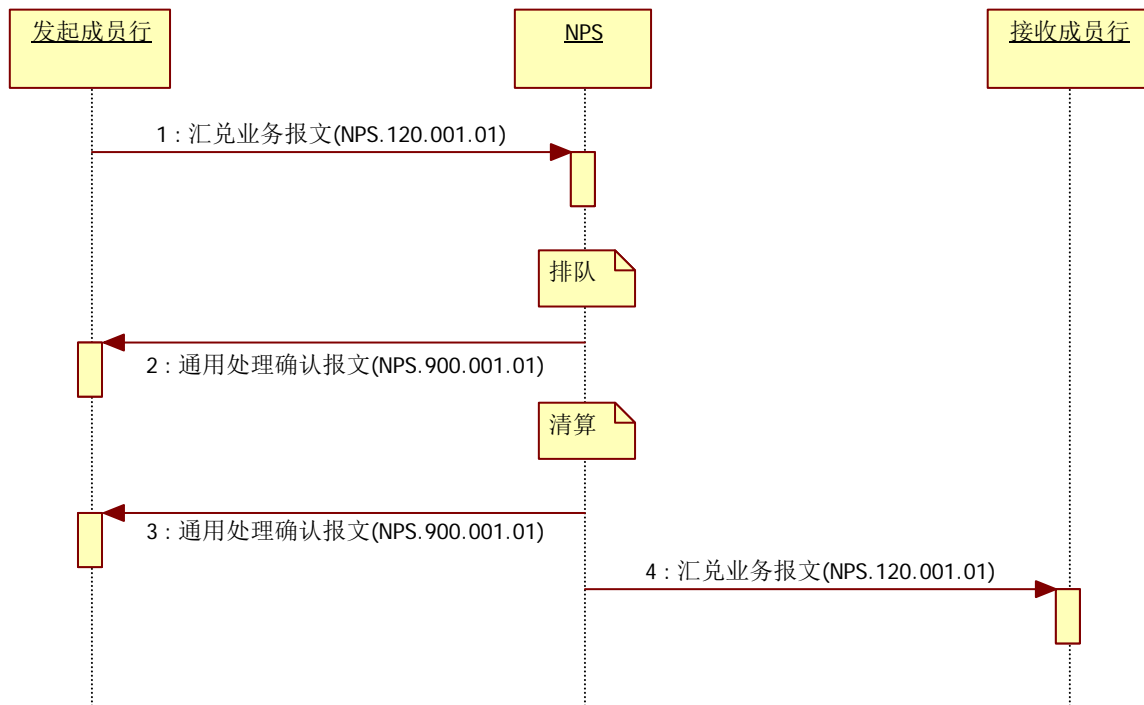 发起成员行
NPS
接收成员行
1 : 汇兑业务报文(NPS.120.001.01)
排队
2 : 通用处理确认报文(NPS.900.001.01)
清算
3 : 通用处理确认报文(NPS.900.001.01)
4 : 汇兑业务报文(NPS.120.001.01)